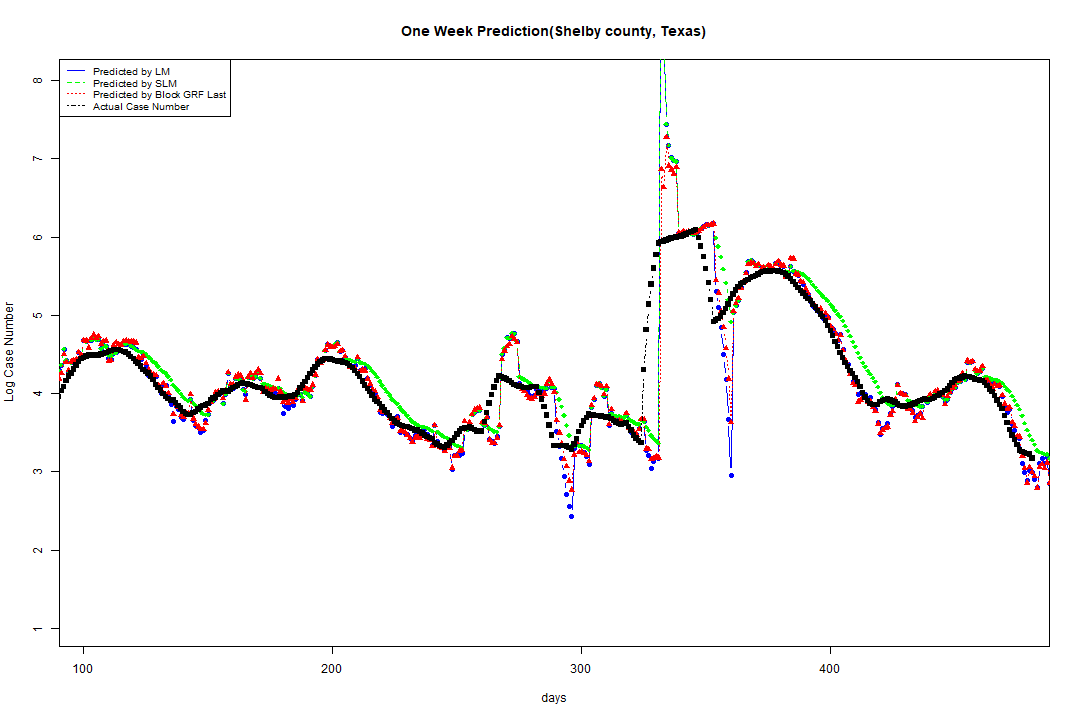 One Week Prediction(Shelby county, Texas)
Predicted by LM
Predicted by SLM
Predicted by Block GRF Last
Actual Case Number
8
7
6
5
4
3
2
1
Log Case Number
100
200
300
400
days